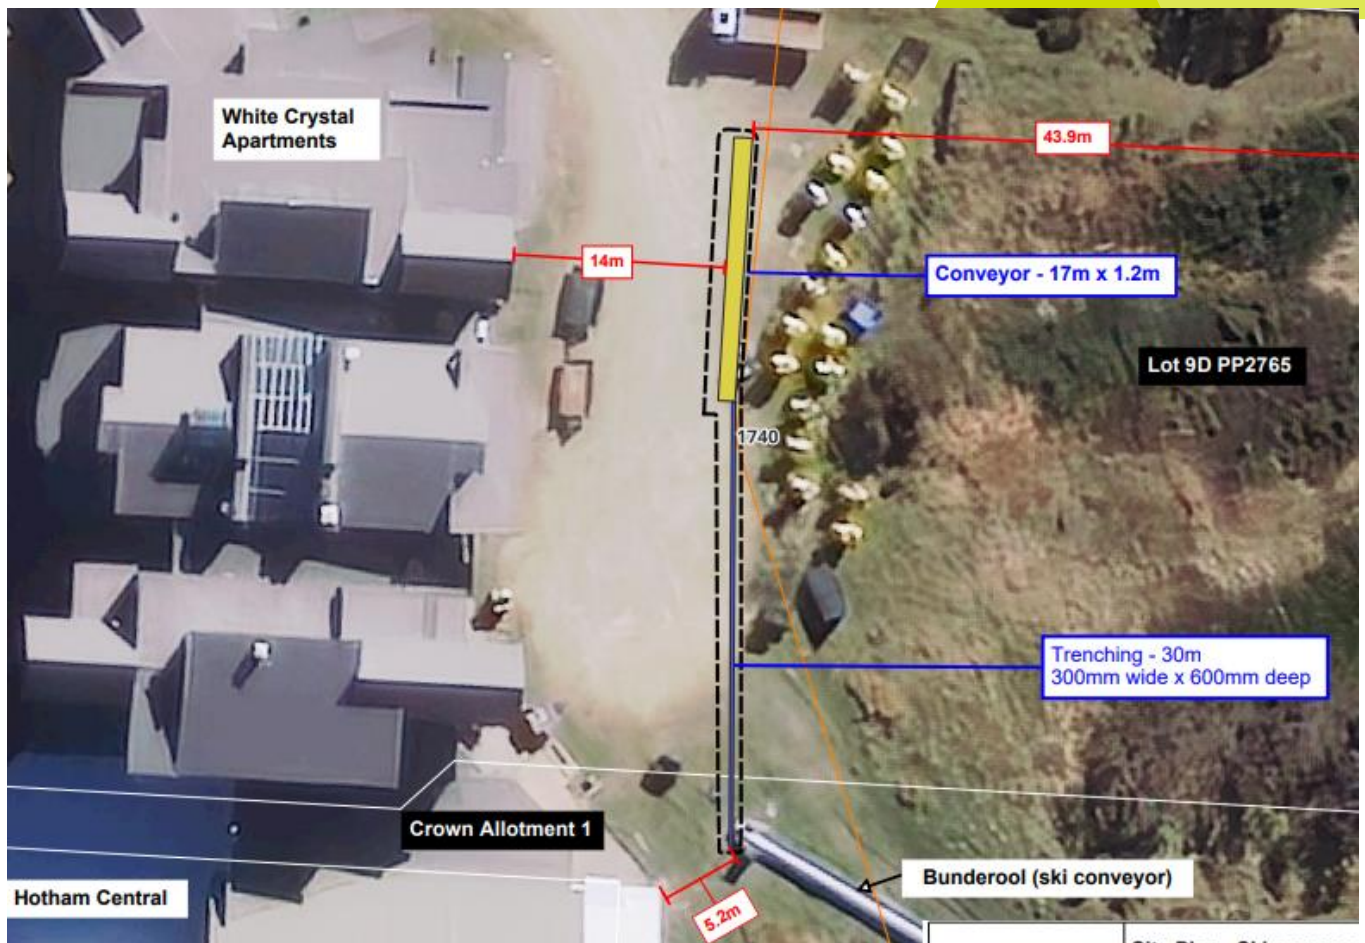 White Crystal
Apartments
43.9m
14m
Conveyor - 17m x 1.2m
Lot 9D PP2765
1740
Trenching - 30m
300mm wide x 600mm deep
Crown Allotment 1
Bunderool (ski conveyor)
Hotham Central
5.2m